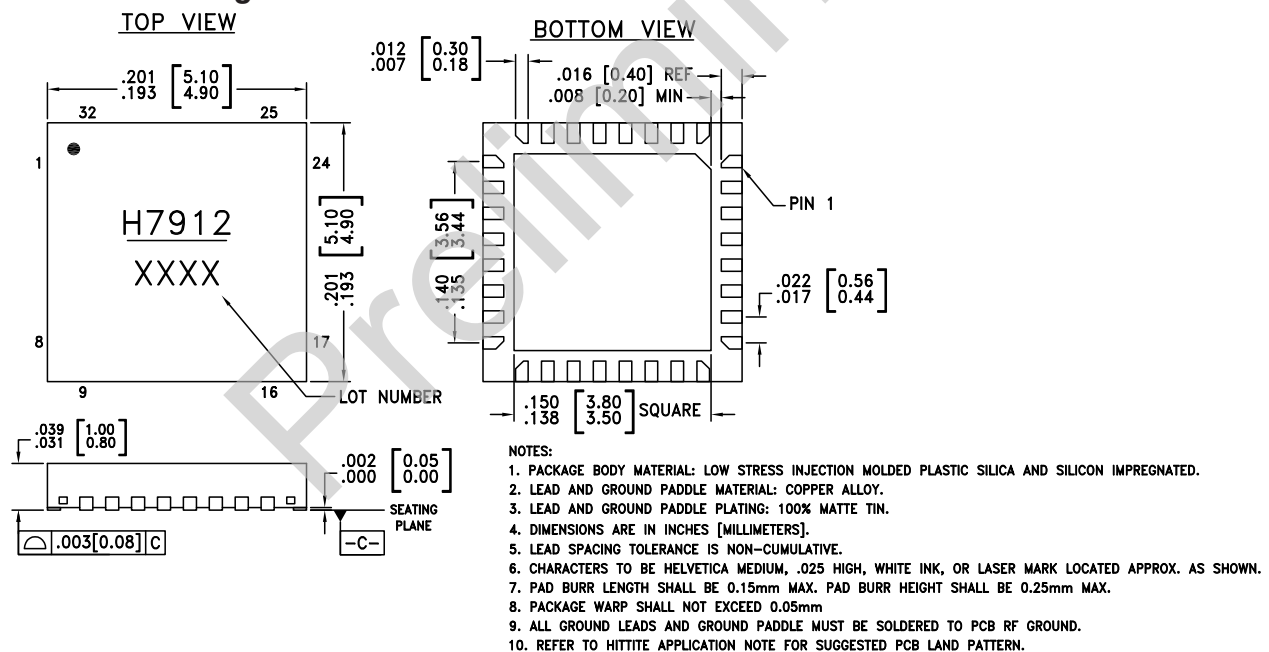 TOP VIEW
.201 [5.10]
.193 [4.90]
32 25
1 24
H7912
XXXX
8 17
9 16
.201 [5.10]
.193 [4.90]
LOT NUMBER
BOTTOM VIEW
.012 [0.30]
.007 [0.18]
.016 [0.40] REF
.008 [0.20] MIN
PIN 1
.140 [3.56]
.135 [3.44]
.022 [0.56]
.017 [0.44]
.150 [3.80]
.138 [3.50] SQUARE
.039 [1.00]
.031 [0.80]
.002 [0.05]
.000 [0.00]
SEATING
PLANE
.003[0.08] C
-C-
NOTES:
1. PACKAGE BODY MATERIAL: LOW STRESS INJECTION MOLDED PLASTIC SILICA AND SILICON IMPREGNATED.
2. LEAD AND GROUND PADDLE MATERIAL: COPPER ALLOY.
3. LEAD AND GROUND PADDLE PLATING: 100% MATTE TIN.
4. DIMENSIONS ARE IN INCHES [MILLIMETERS].
5. LEAD SPACING TOLERANCE IS NON-CUMULATIVE.
6. CHARACTERS TO BE HELVETICA MEDIUM, .025 HIGH, WHITE INK, OR LASER MARK LOCATED APPROX. AS SHOWN.
7. PAD BURR LENGTH SHALL BE 0.15mm MAX. PAD BURR HEIGHT SHALL BE 0.25mm MAX.
8. PACKAGE WARP SHALL NOT EXCEED 0.05mm
9. ALL GROUND LEADS AND GROUND PADDLE MUST BE SOLDERED TO PCB RF GROUND.
10. REFER TO HITTITE APPLICATION NOTE FOR SUGGESTED PCB LAND PATTERN.
Prelimi